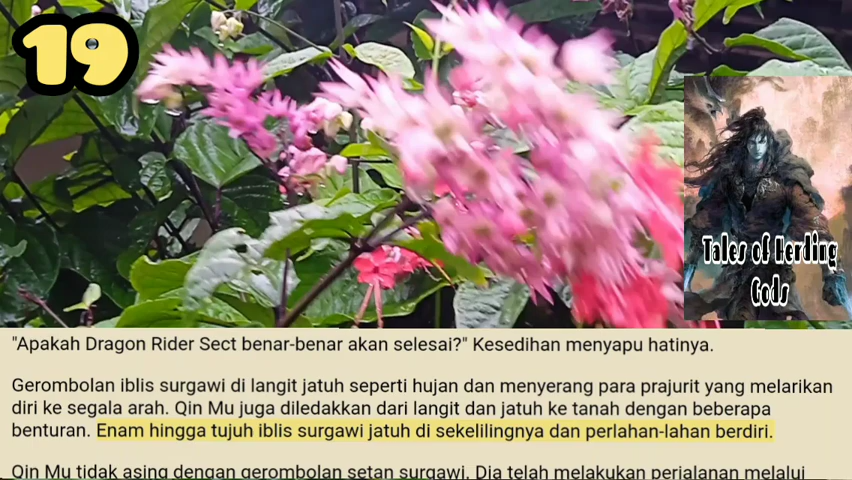 19
Tales of Herding
Gods
"Apakah Dragon Rider Sect benar-benar akan selesai?" Kesedihan menyapu hatinya.
Gerombolan iblis surgawi di langit jatuh seperti hujan dan menyerang para prajurit yang melarikan
diri ke segala arah. Qin Mu juga diledakkan dari langit dan jatuh ke tanah dengan beberapa
benturan. Enam hingga tujuh iblis surgawi jatuh di sekelilingnya dan perlahan-lahan berdiri.
Qin Mu tidak asing dengan gerombolan setan surgawi. Dia telah melakukan perjalanan melalui